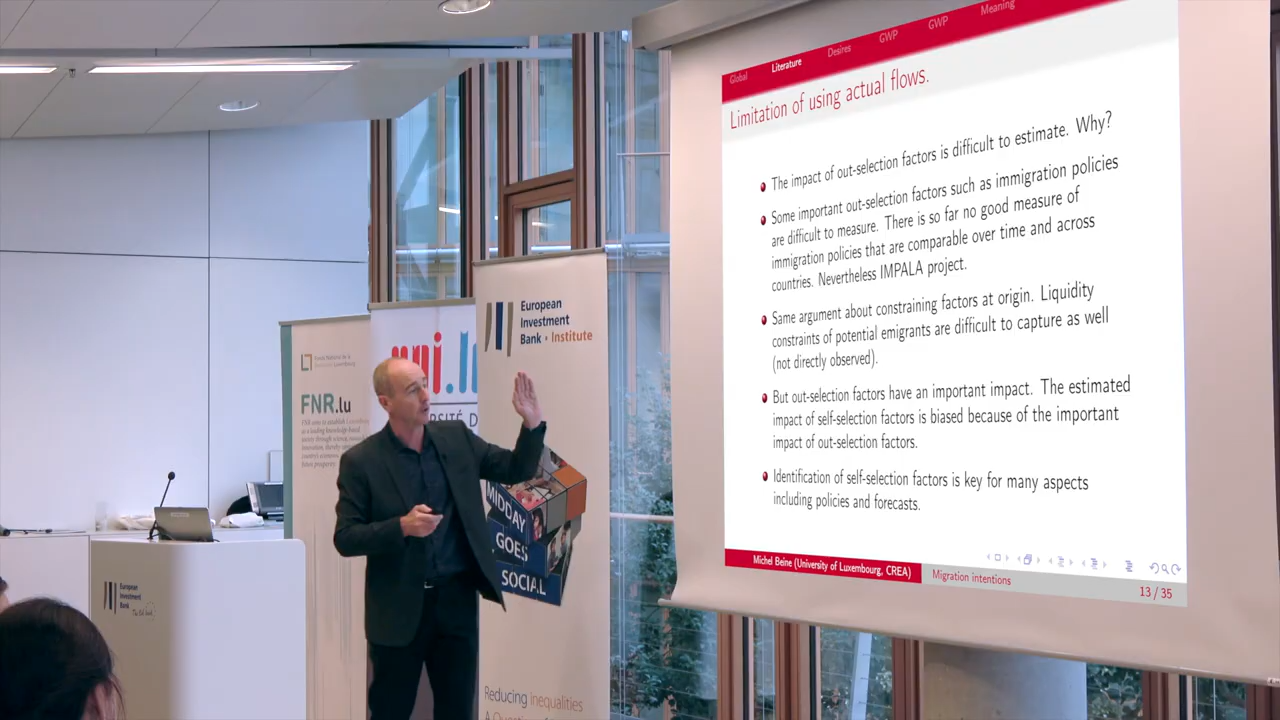 Global Literature Desires GWP GWP Meaning
Limitation of using actual flows.
The impact of out-selection factors is difficult to estimate. Why?
Some important out-selection factors such as immigration policies
are difficult to measure. There is so far no good measure of
immigration policies that are comparable over time and across
countries. Nevertheless IMPALA project.
Same argument about constraining factors at origin. Liquidity
constraints of potential emigrants are difficult to capture as well
(not directly observed).
But out-selection factors have an important impact. The estimated
impact of self-selection factors is biased because of the important
impact of out-selection factors.
Identification of self-selection factors is key for many aspects
including policies and forecasts.
Michel Beine (University of Luxembourg, CREA)
Migration intentions
13 / 35
European
Investment
Bank • Institute
MIDDAY
GOES
SOCIAL
Reducing inequalities
FNR.lu
European
Investment
Bank